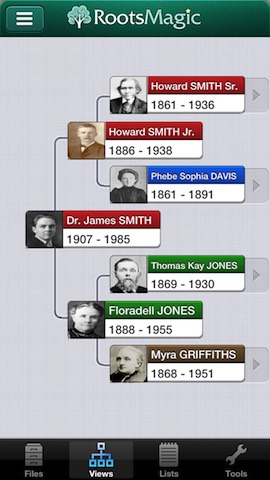 RootsMagic
Howard SMITH Sr.
1861 - 1936
Howard SMITH Jr.
1886 - 1938
Phebe Sophia DAVIS
1861 - 1891
Dr. James SMITH
1907 - 1985
Thomas Kay JONES
1869 - 1930
Floradell JONES
1888 - 1955
Myra GRIFFITHS
1868 - 1951
Files Views Lists Tools